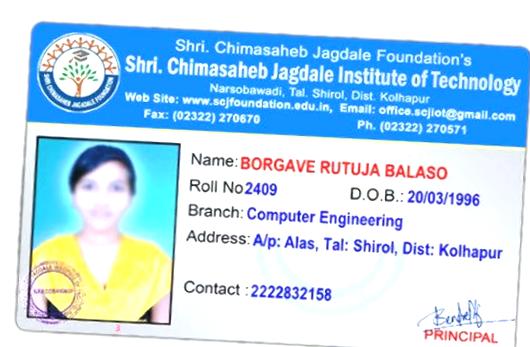 Shri. Chimasaheb Jagdale Foundation's
Shri. Chimasaheb Jagdale Institute of Technology
Narsobawadi, Tal. Shirol, Dist. Kolhapur
Web Site: www.scjfoundation.edu.in, Email: office.scjiot@gmail.com
Fax: (02322) 270670 Ph. (02322) 270571
Name: BORGAVE RUTUJA BALASO
Roll No 2409 D.O.B.: 20/03/1996
Branch: Computer Engineering
Address: A/p: Alas, Tal: Shirol, Dist: Kolhapur
Contact : 2222832158
3
PRINCIPAL